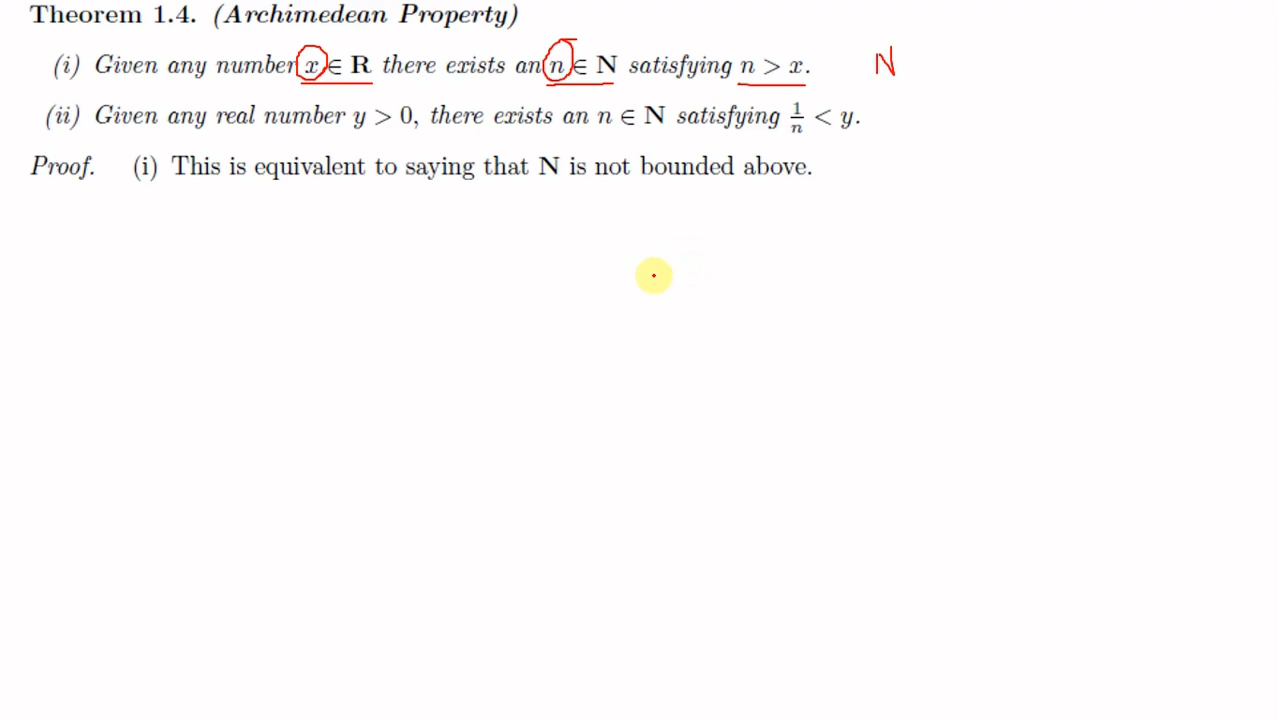 Theorem 1.4. (Archimedean Property)
(i) Given any number x ∈ R there exists an n ∈ N satisfying n > x. N
(ii) Given any real number y > 0, there exists an n ∈ N satisfying 1/n < y.
Proof. (i) This is equivalent to saying that N is not bounded above.